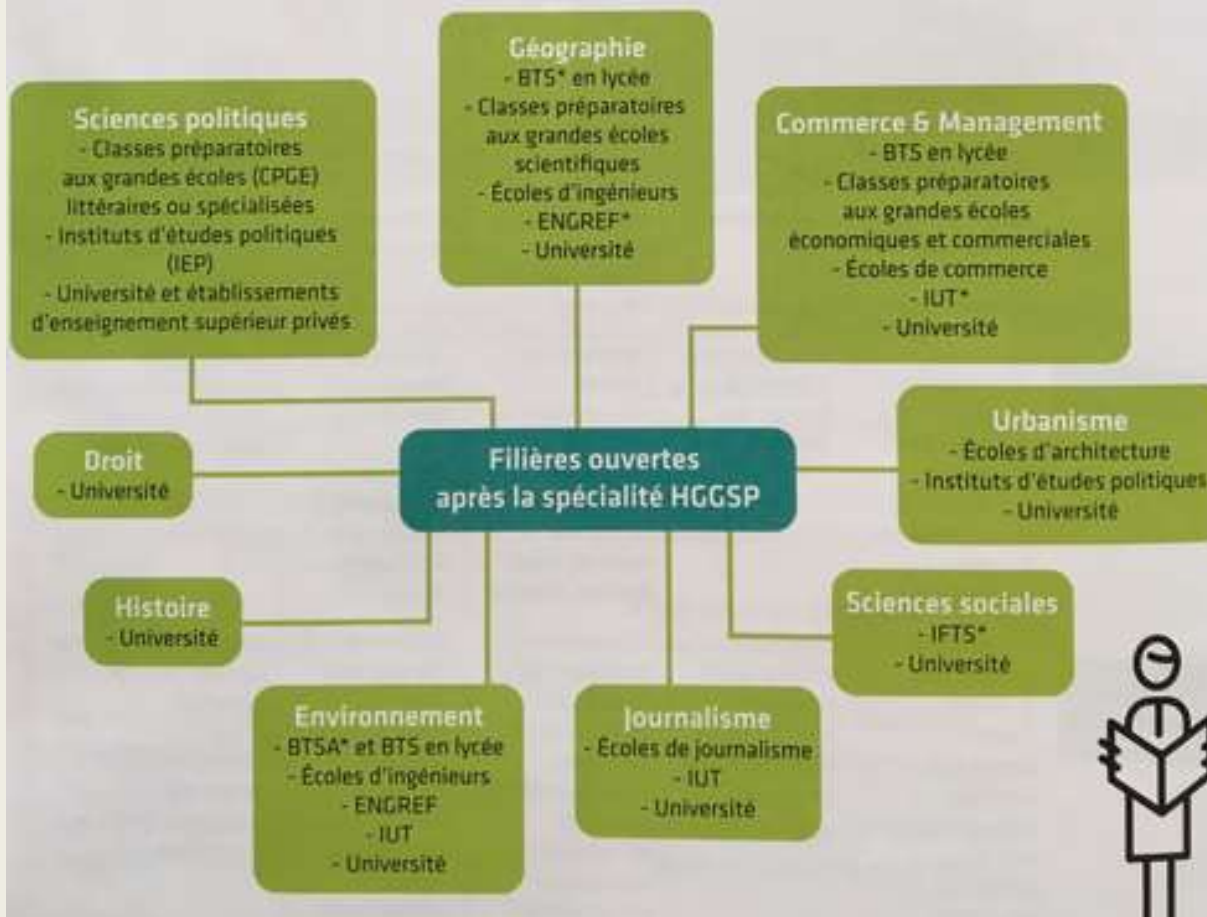 Géographie
- BTS* en lycée
- Classes préparatoires
aux grandes écoles
scientifiques
- Écoles d'ingénieurs
- ENGREF*
- Université
Sciences politiques
- Classes préparatoires
aux grandes écoles (CPGE)
littéraires ou spécialisées
- Instituts d'études politiques
(IEP)
- Université et établissements
d'enseignement supérieur privés
Commerce & Management
- BTS en lycée
- Classes préparatoires
aux grandes écoles
économiques et commerciales
- Écoles de commerce
- IUT*
- Université
Droit
- Université
Filières ouvertes
après la spécialité HGGSP
Urbanisme
- Écoles d'architecture
- Instituts d'études politiques
- Université
Histoire
- Université
Sciences sociales
- IFTS*
- Université
Environnement
- BTSA* et BTS en lycée
- Écoles d'ingénieurs
- ENGREF
- IUT
- Université
Journalisme
- Écoles de journalisme
- IUT
- Université